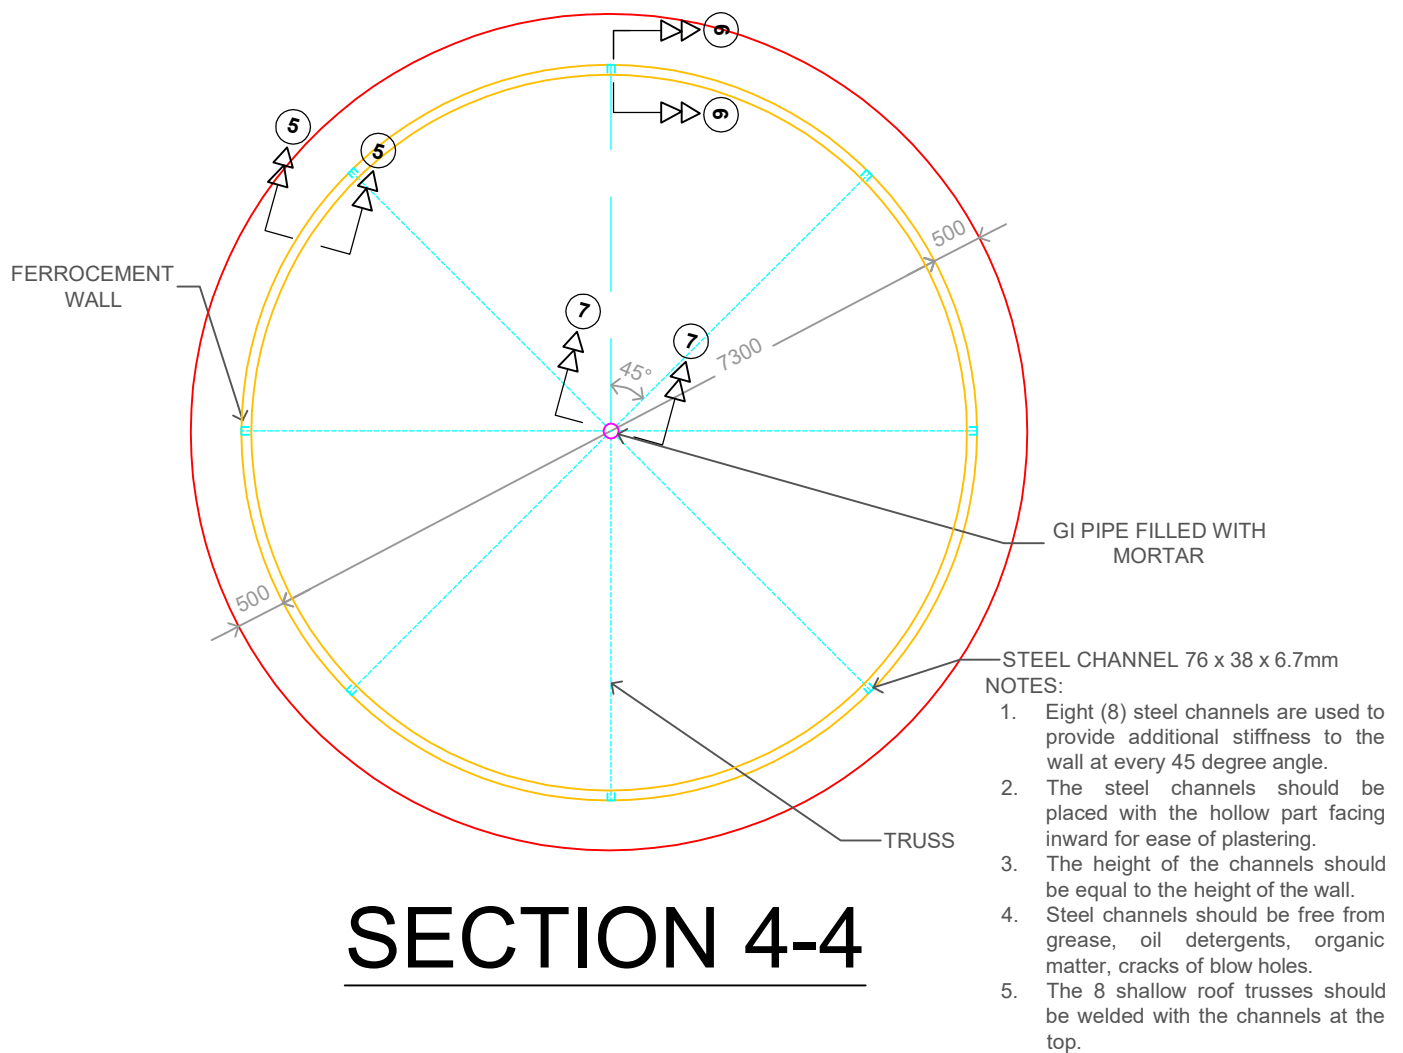 6
6
5
5
500
FERROCEMENT
WALL
7
7
7300
45°
GI PIPE FILLED WITH
MORTAR
500
STEEL CHANNEL 76 x 38 x 6.7mm
NOTES:
1. Eight (8) steel channels are used to
provide additional stiffness to the
wall at every 45 degree angle.
2. The steel channels should be
placed with the hollow part facing
inward for ease of plastering.
3. The height of the channels should
be equal to the height of the wall.
4. Steel channels should be free from
grease, oil detergents, organic
matter, cracks of blow holes.
5. The 8 shallow roof trusses should
be welded with the channels at the
top.
TRUSS
SECTION 4-4